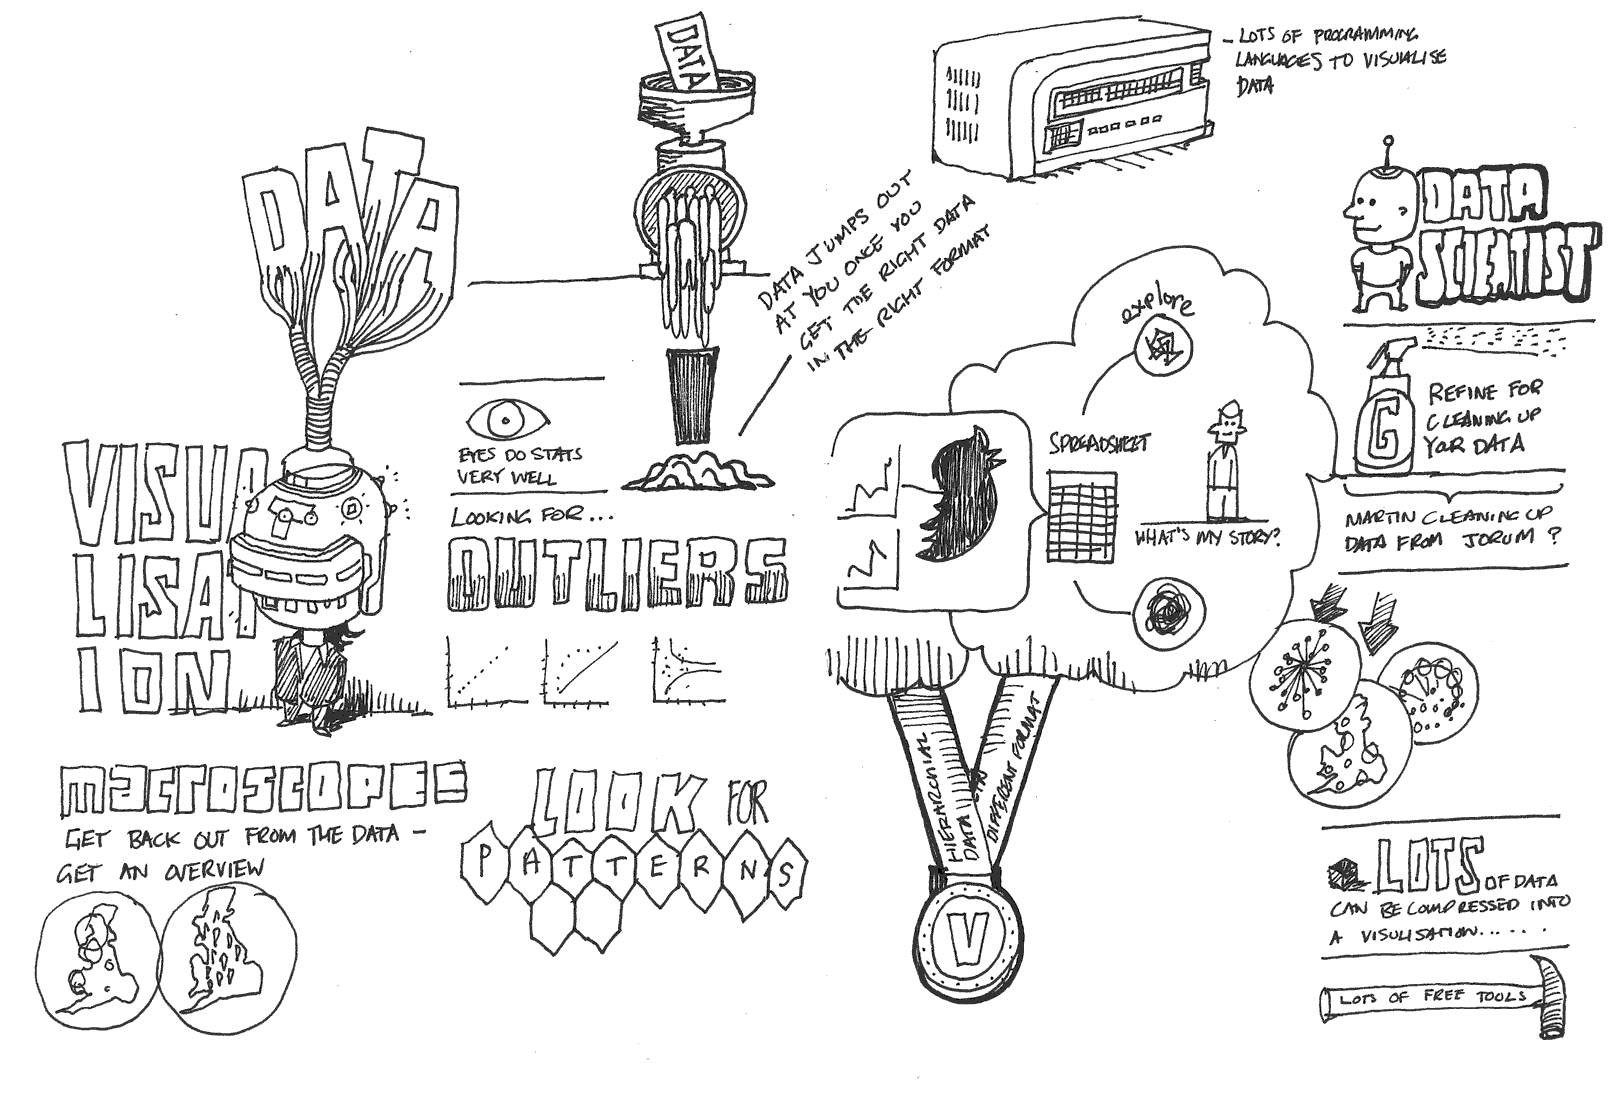 DATA
VISUA
LISAT
ION
MACROSCOPES
GET BACK OUT FROM THE DATA –
GET AN OVERVIEW
DATA
EYES DO STATS
VERY WELL
LOOKING FOR...
OUTLIERS
LOOK FOR
PATTERNS
DATA JUMPS OUT
AT YOU ONCE YOU
GET THE RIGHT DATA
IN THE RIGHT FORMAT
- LOTS OF PROGRAMMING
LANGUAGES TO VISUALISE
DATA
explore
SPREADSHEET
WHAT'S MY STORY?
HIERARCHIAL
DATA
DIFFERENT FORMAT
V
DATA
SCIENTIST
G
REFINE FOR
CLEANING UP
YOUR DATA
MARTIN CLEANING UP
DATA FROM JORUM ?
LOTS OF DATA
CAN BE COMPRESSED INTO
A VISULISATION......
LOTS OF FREE TOOLS